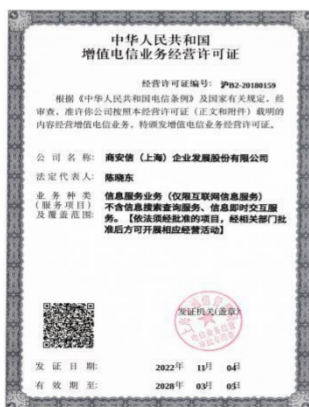 中华人民共和国
增值电信业务经营许可证
经营许可证编号: 沪B2-20180159
根据《中华人民共和国电信条例》及国家有关规定，经
审查，准许你公司按照本经营许可证（正文和附件）载明的
内容经营增值电信业务，特颁发增值电信业务经营许可证。
公司名称: 商安信（上海）企业发展股份有限公司
法定代表人: 陈晓东
业务种类 信息服务业务（仅限互联网信息服务）
(服务项目) 不含信息搜索查询服务、信息即时交互服
及覆盖范围: 务。【依法须经批准的项目，经相关部门批
准后方可开展相应经营活动】
发证机关(盖章)
发证日期: 2022年 11月 04日
有效期至: 2028年 03月 05日